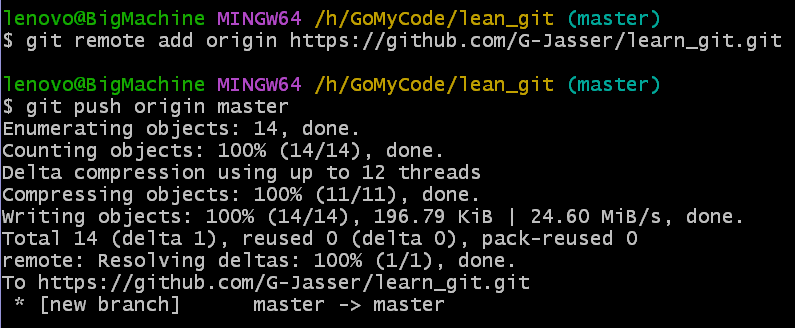 lenovo@BigMachine MINGW64 /h/GoMyCode/lean_git (master)
$ git remote add origin https://github.com/G-Jasser/learn_git.git
lenovo@BigMachine MINGW64 /h/GoMyCode/lean_git (master)
$ git push origin master
Enumerating objects: 14, done.
Counting objects: 100% (14/14), done.
Delta compression using up to 12 threads
Compressing objects: 100% (11/11), done.
Writing objects: 100% (14/14), 196.79 KiB | 24.60 MiB/s, done.
Total 14 (delta 1), reused 0 (delta 0), pack-reused 0
remote: Resolving deltas: 100% (1/1), done.
To https://github.com/G-Jasser/learn_git.git
 * [new branch]      master -> master